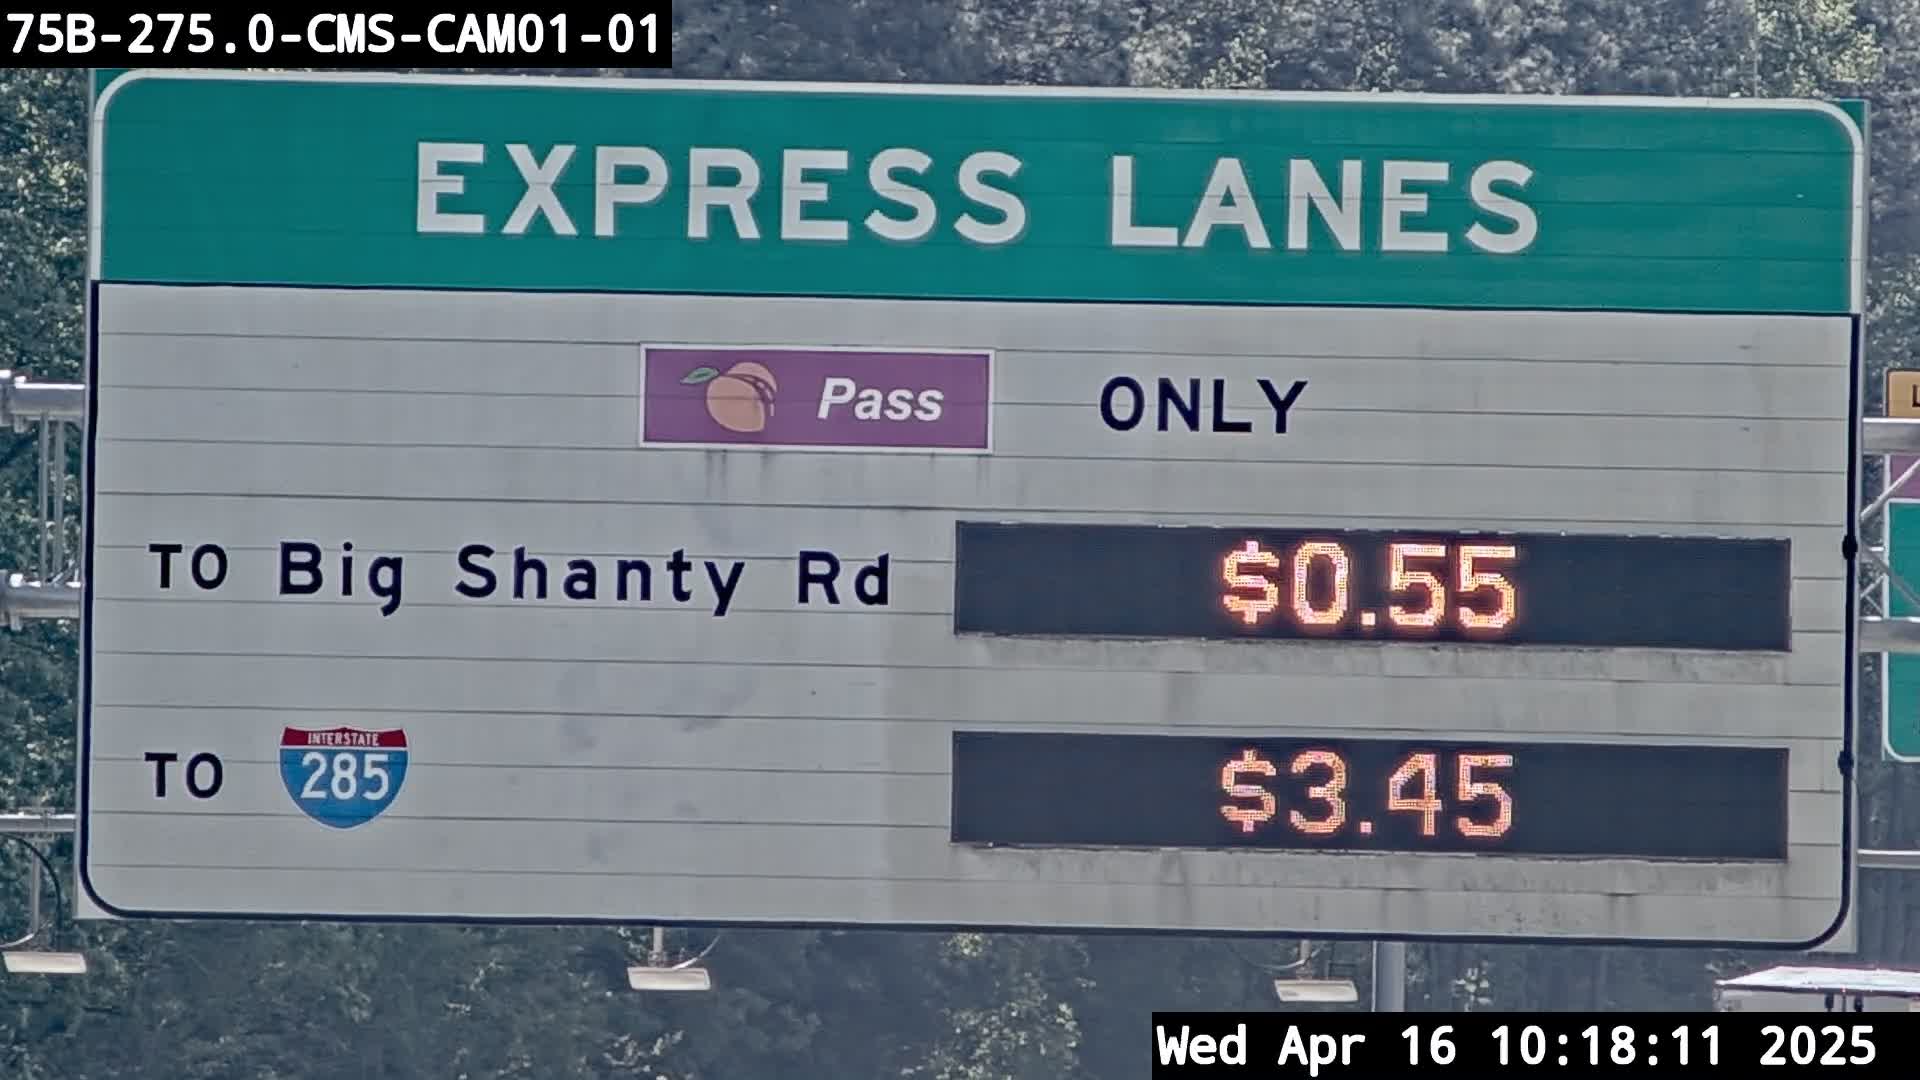 75B-275.0-CMS-CAM01-01
EXPRESS LANES
Pass ONLY
TO Big Shanty Rd $0.55
TO INTERSTATE 285 $3.45
Wed Apr 16 10:18:11 2025